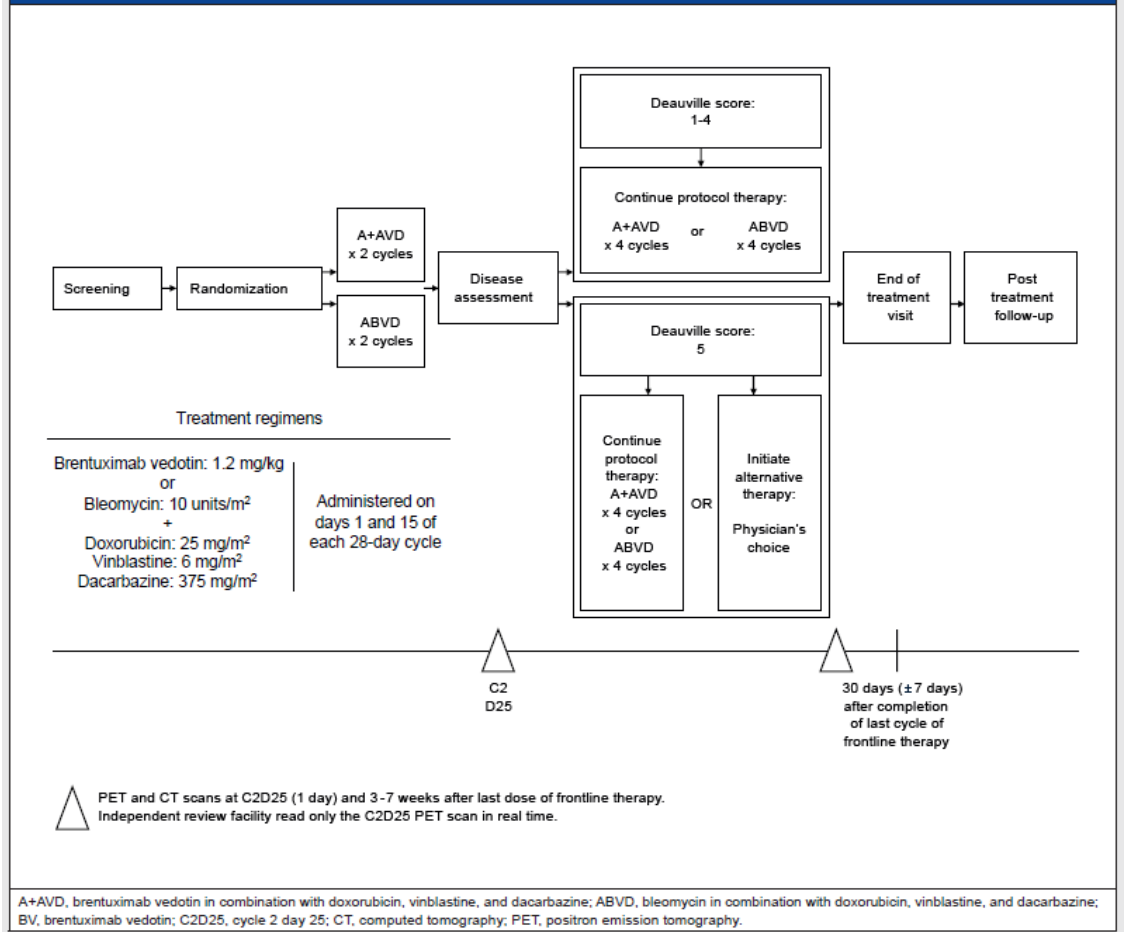 Deauville score:
1-4
Continue protocol therapy:
A+AVD
x 4 cycles
or
ABVD
x 4 cycles
Screening
Randomization
A+AVD
x 2 cycles
ABVD
x 2 cycles
Disease
assessment
Deauville score:
5
Continue
protocol
therapy:
A+AVD
x 4 cycles
or
ABVD
x 4 cycles
OR
Initiate
alternative
therapy:
Physician's
choice
End of
treatment
visit
Post
treatment
follow-up
Treatment regimens
Brentuximab vedotin: 1.2 mg/kg
or
Bleomycin: 10 units/m²
+
Doxorubicin: 25 mg/m²
Vinblastine: 6 mg/m²
Dacarbazine: 375 mg/m²
Administered on
days 1 and 15 of
each 28-day cycle
C2
D25
30 days (±7 days)
after completion
of last cycle of
frontline therapy
PET and CT scans at C2D25 (1 day) and 3-7 weeks after last dose of frontline therapy.
Independent review facility read only the C2D25 PET scan in real time.
A+AVD, brentuximab vedotin in combination with doxorubicin, vinblastine, and dacarbazine; ABVD, bleomycin in combination with doxorubicin, vinblastine, and dacarbazine;
BV, brentuximab vedotin; C2D25, cycle 2 day 25; CT, computed tomography; PET, positron emission tomography.